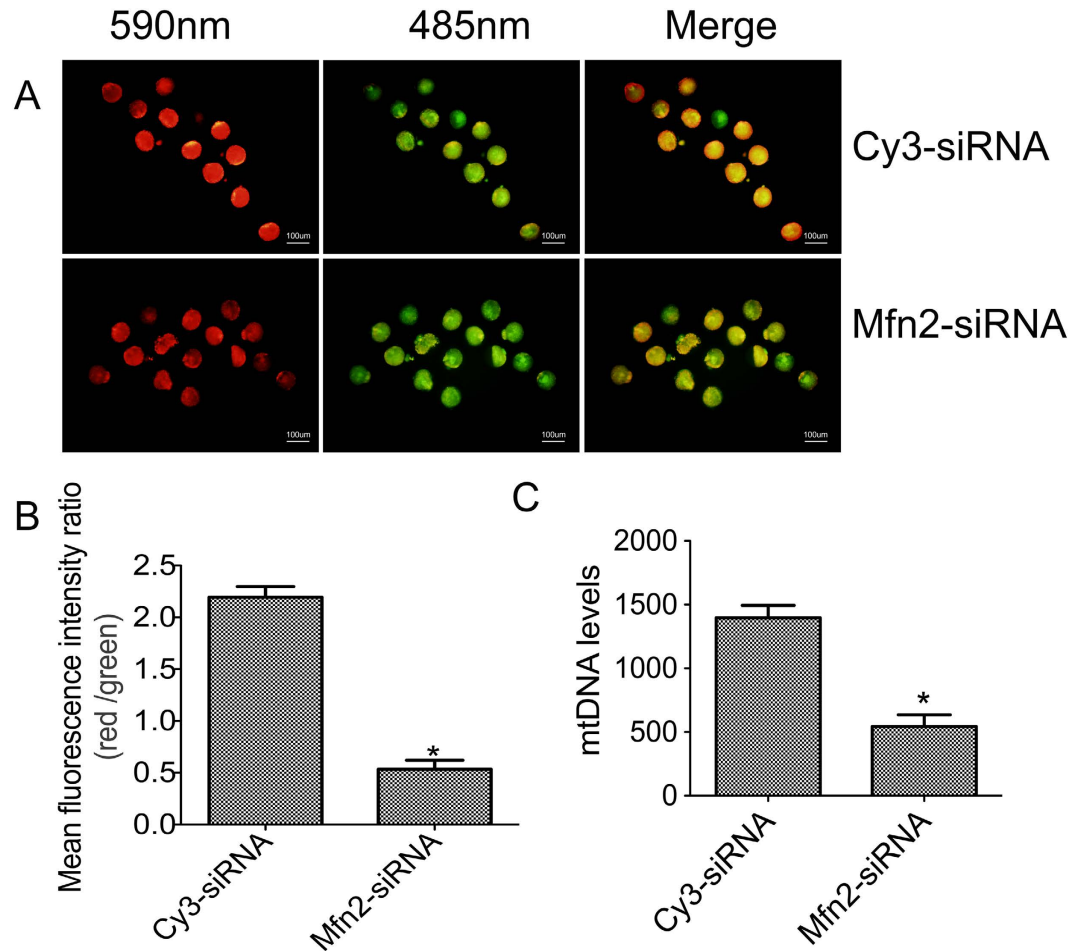 590nm 485nm Merge
A
Cy3-siRNA
100um 100um 100um
Mfn2-siRNA
100um 100um 100um
B
Mean fluorescence intensity ratio
(red /green)
2.5
2.0
1.5
1.0
0.5
0.0
*
Cy3-siRNA
Mfn2-siRNA
C
mtDNA levels
2000
1500
1000
500
0
*
Cy3-siRNA
Mfn2-siRNA